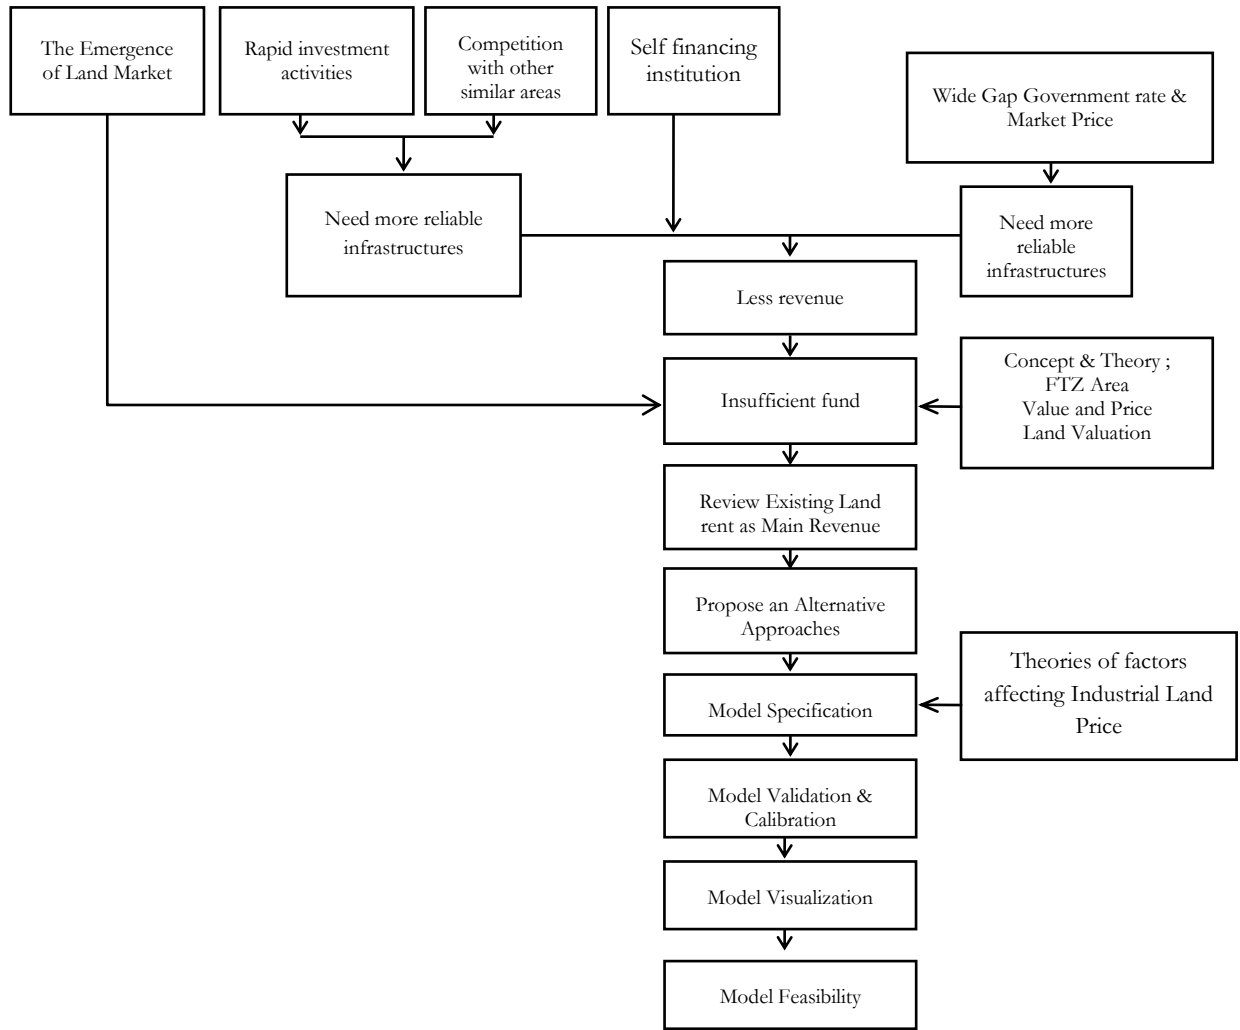 The Emergence
of Land Market
Rapid investment
activities
Competition
with other
similar areas
Self financing
institution
Wide Gap Government rate &
Market Price
Need more reliable
infrastructures
Need more
reliable
infrastructures
Less revenue
Concept & Theory ;
FTZ Area
Value and Price
Land Valuation
Insufficient fund
Review Existing Land
rent as Main Revenue
Propose an Alternative
Approaches
Theories of factors
affecting Industrial Land
Price
Model Specification
Model Validation &
Calibration
Model Visualization
Model Feasibility